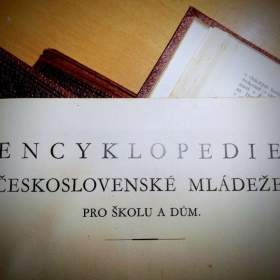 ENCYKLOPEDIE
ČESKOSLOVENSKÉ MLÁDEŽE
PRO ŠKOLU A DŮM.